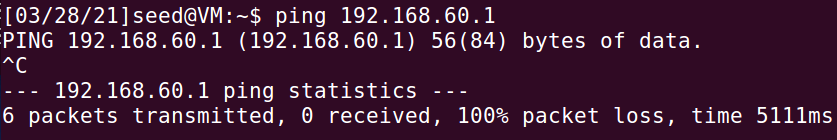 [03/28/21]seed@VM:~$ ping 192.168.60.1
PING 192.168.60.1 (192.168.60.1) 56(84) bytes of data.
^C
--- 192.168.60.1 ping statistics ---
6 packets transmitted, 0 received, 100% packet loss, time 5111ms